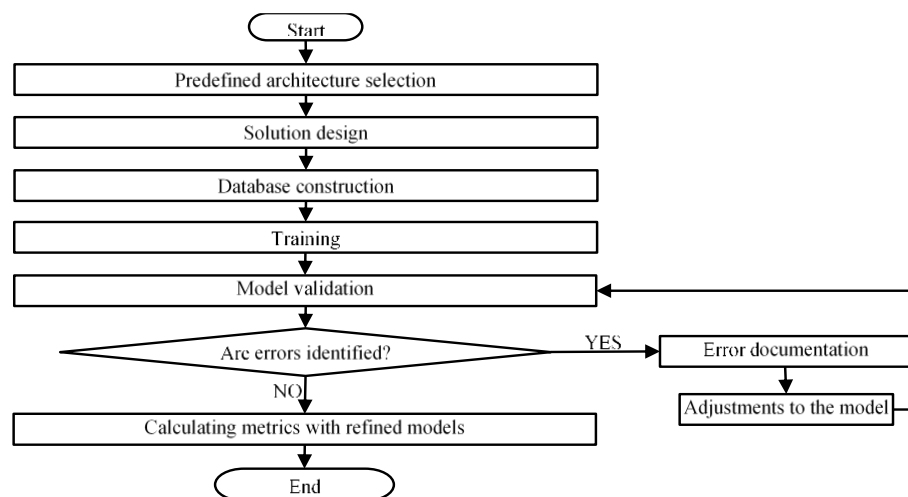 Start
Predefined architecture selection
Solution design
Database construction
Training
Model validation
Are errors identified?
YES
Error documentation
NO
Adjustments to the model
Calculating metrics with refined models
End